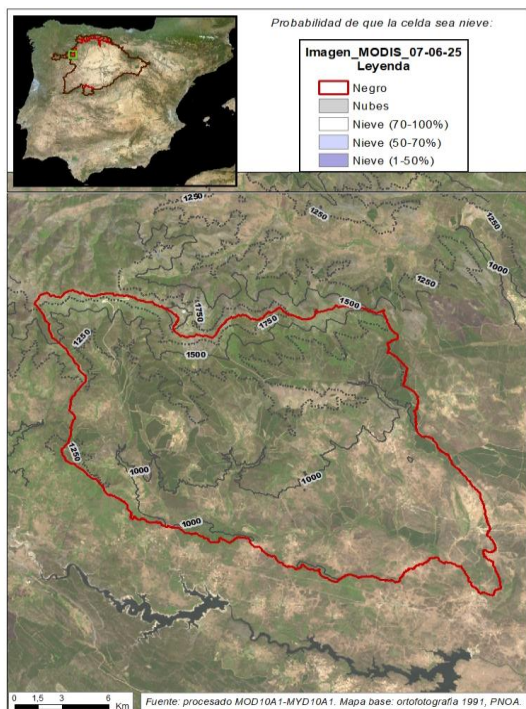 Probabilidad de que la celda sea nieve:
Imagen_MODIS_07-06-25
Leyenda
Negro
Nubes
Nieve (70-100%)
Nieve (50-70%)
Nieve (1-50%)
1250
1250
1250
1000
1250
1750
1500
1750
1250
1500
1250
1000
1000
1000
0 1,5 3 6
Km
Fuente: procesado MOD10A1-MYD10A1. Mapa base: ortofotografía 1991, PNOA.